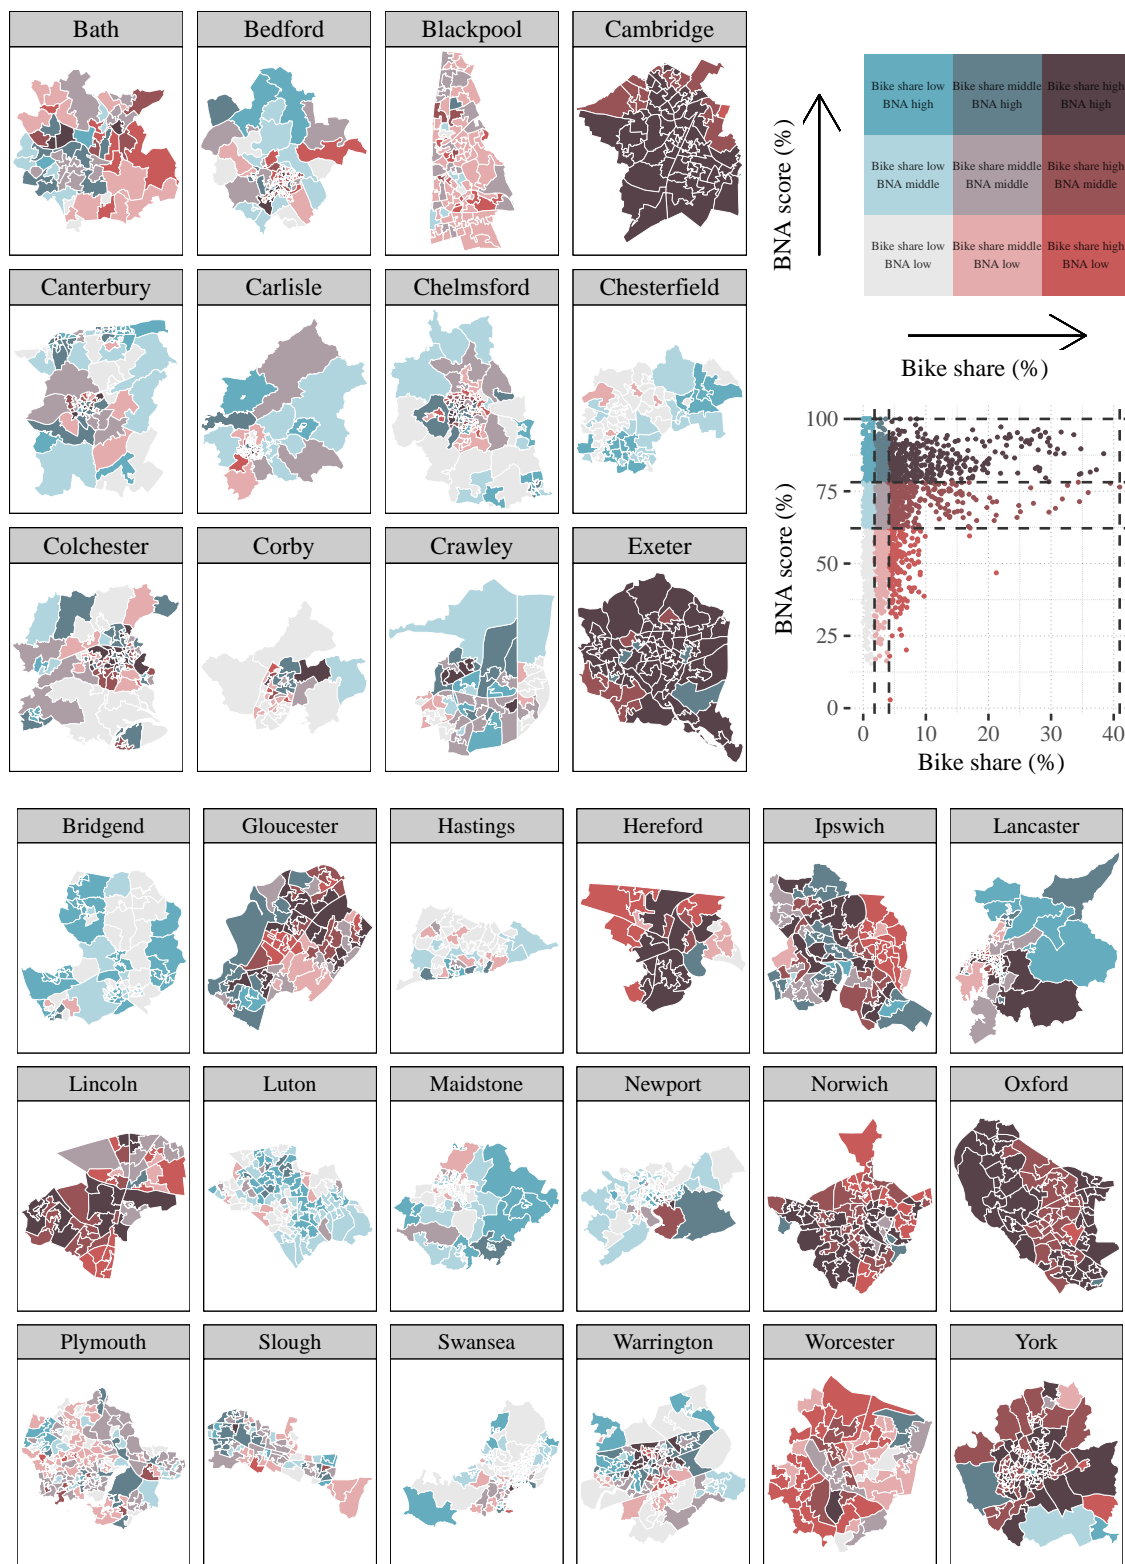 Bath
Bedford
Blackpool
Cambridge
Canterbury
Carlisle
Chelmsford
Chesterfield
Colchester
Corby
Crawley
Exeter
BNA score (%)
Bike share low
BNA high
Bike share middle
BNA high
Bike share high
BNA high
Bike share low
BNA middle
Bike share middle
BNA middle
Bike share high
BNA middle
Bike share low
BNA low
Bike share middle
BNA low
Bike share high
BNA low
Bike share (%)
BNA score (%)
100
75
50
25
0
0
10
20
30
40
Bike share (%)
Bridgend
Gloucester
Hastings
Hereford
Ipswich
Lancaster
Lincoln
Luton
Maidstone
Newport
Norwich
Oxford
Plymouth
Slough
Swansea
Warrington
Worcester
York